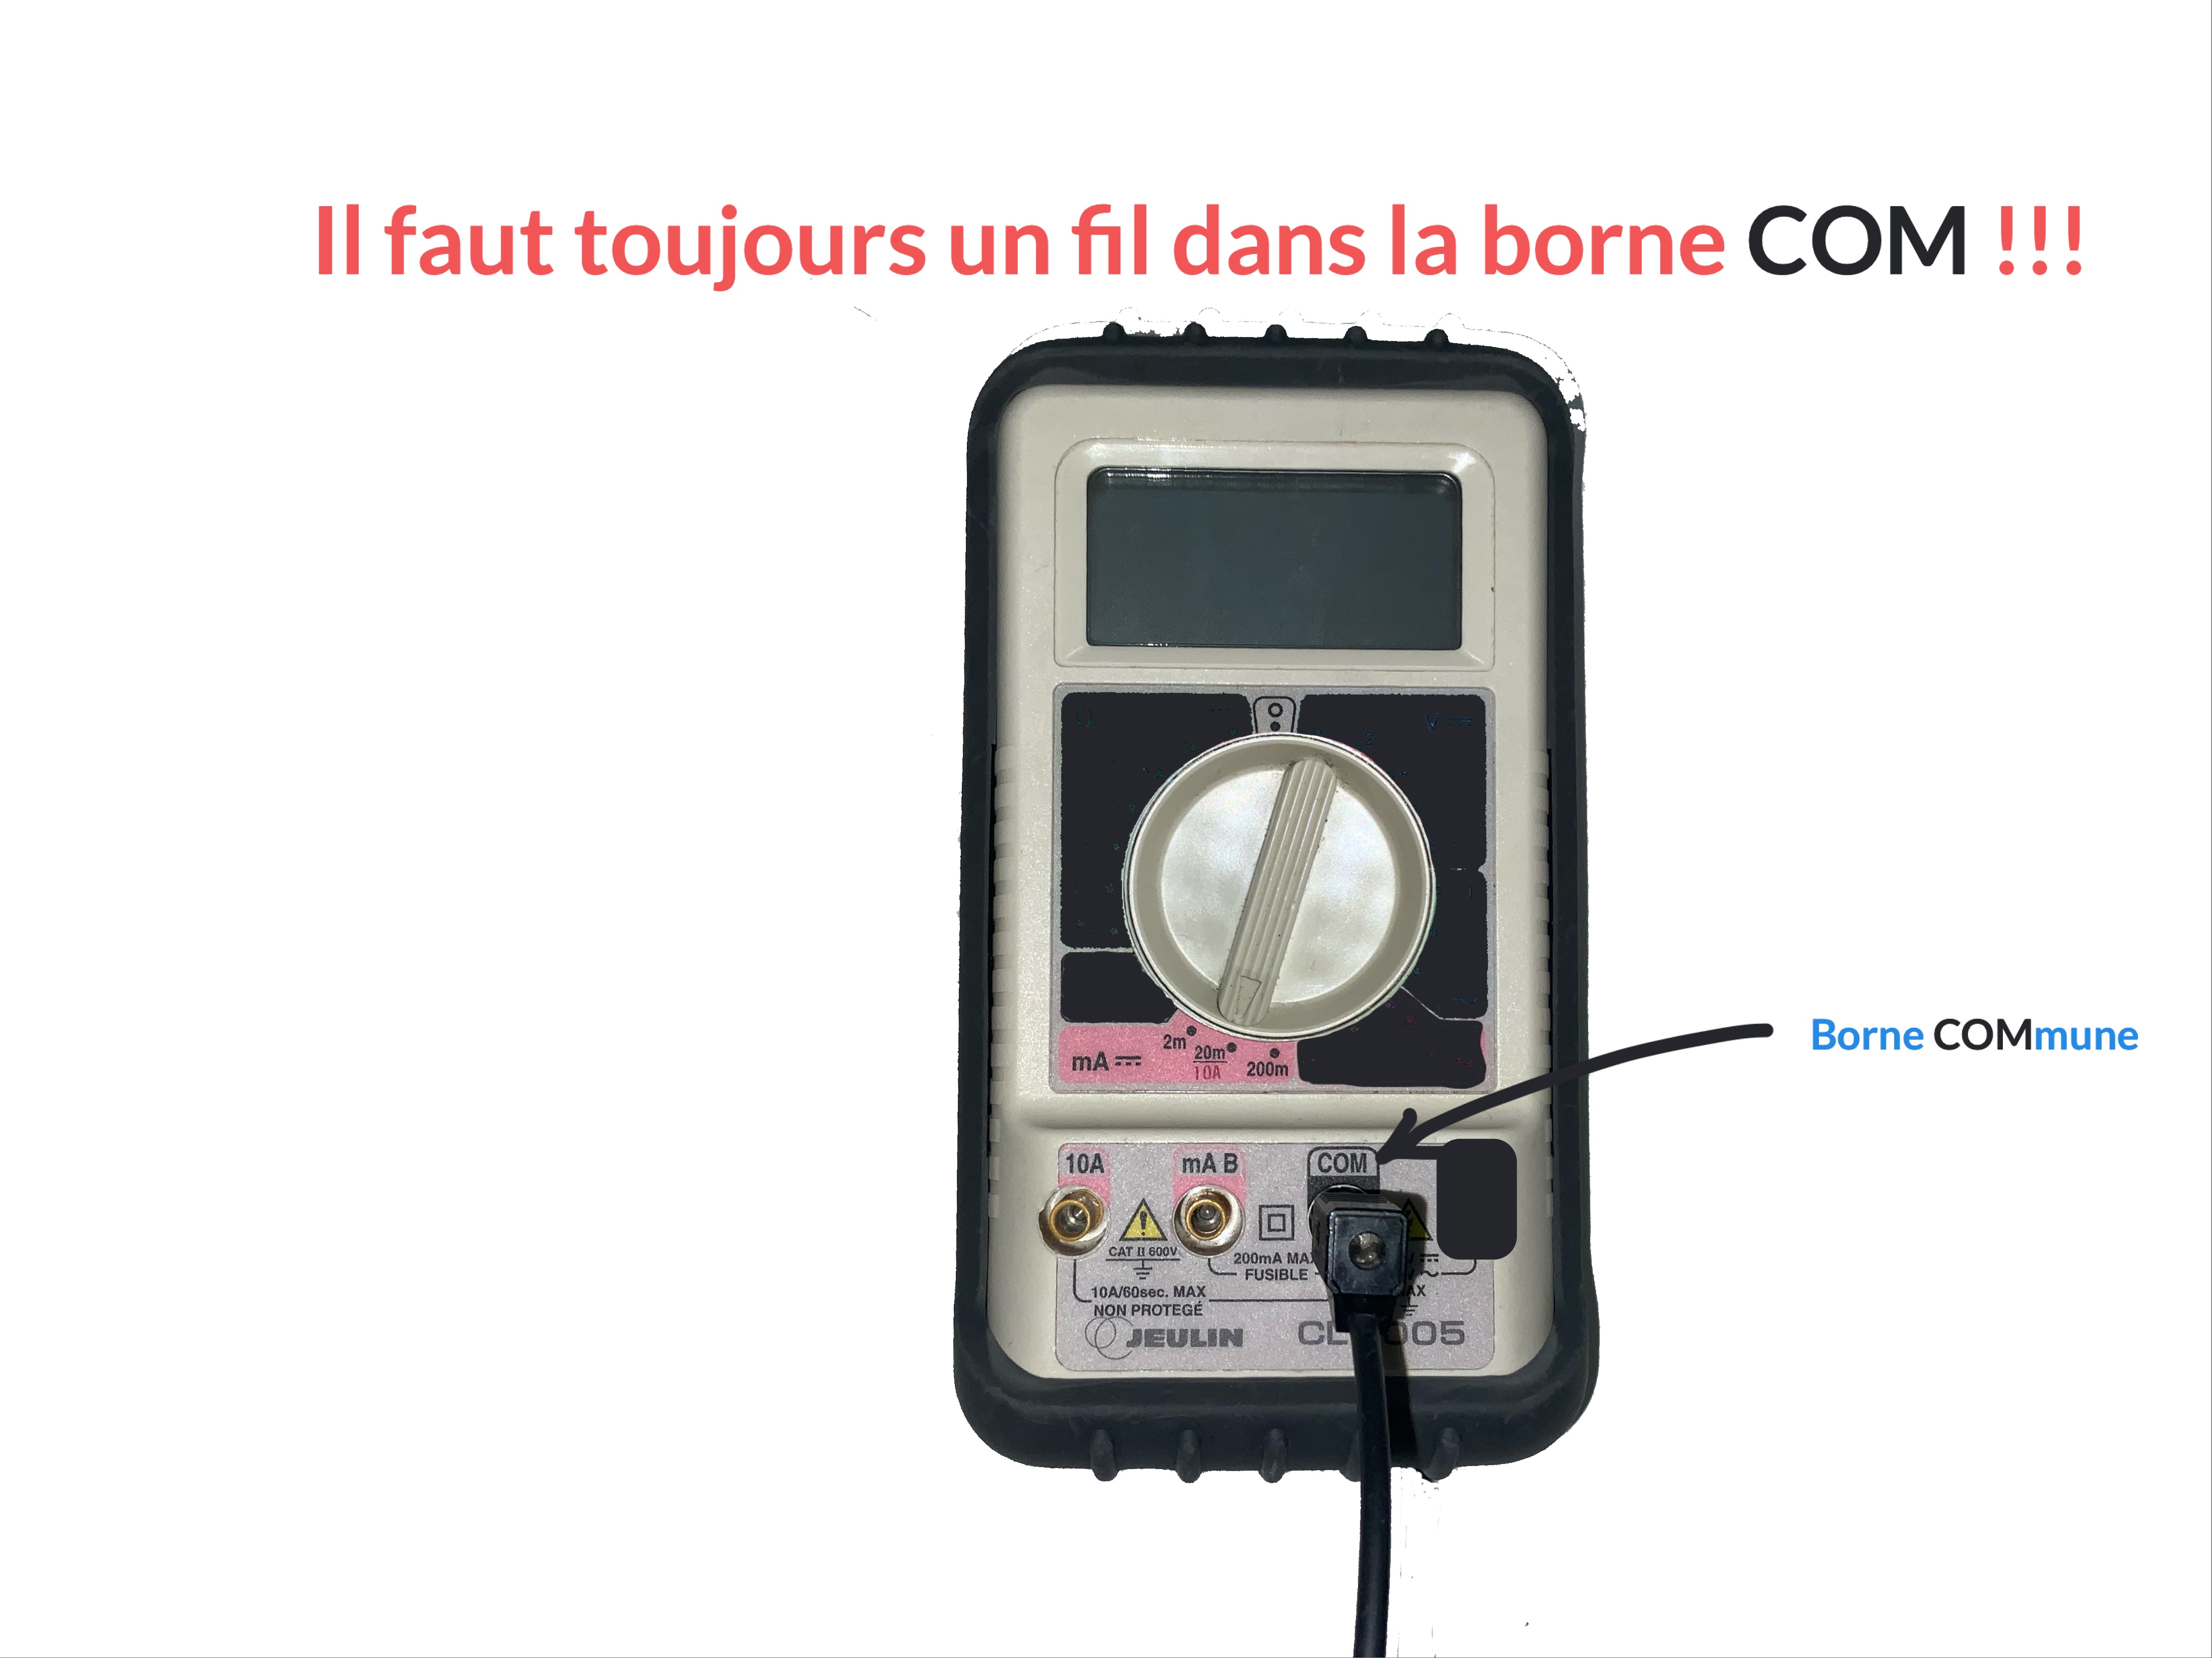 Il faut toujours un fil dans la borne COM !!!
Borne COMmune
mA
2m
20m
10A
200m
10A
mA B
COM
CAT II 600V
200mA MAX
FUSIBLE
10A/60sec. MAX
NON PROTEGÉ
JEULIN